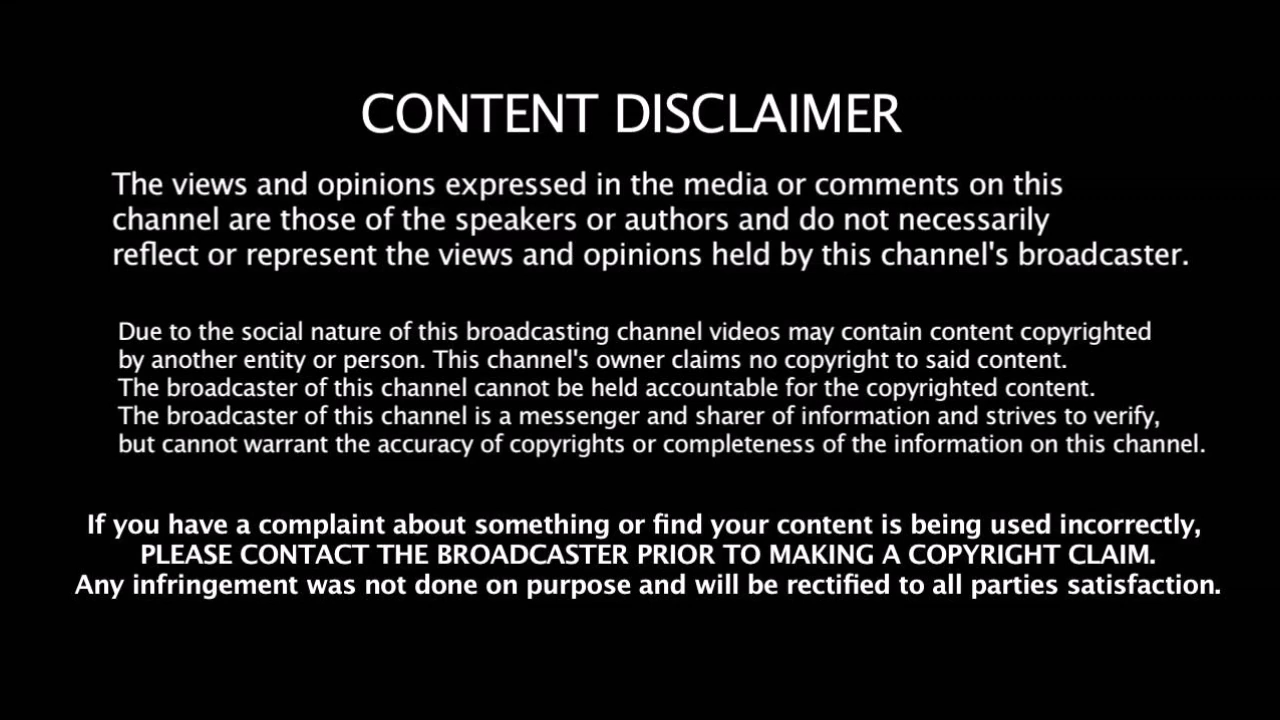 CONTENT DISCLAIMER
The views and opinions expressed in the media or comments on this
channel are those of the speakers or authors and do not necessarily
reflect or represent the views and opinions held by this channel's broadcaster.
Due to the social nature of this broadcasting channel videos may contain content copyrighted
by another entity or person. This channel's owner claims no copyright to said content.
The broadcaster of this channel cannot be held accountable for the copyrighted content.
The broadcaster of this channel is a messenger and sharer of information and strives to verify,
but cannot warrant the accuracy of copyrights or completeness of the information on this channel.
If you have a complaint about something or find your content is being used incorrectly,
PLEASE CONTACT THE BROADCASTER PRIOR TO MAKING A COPYRIGHT CLAIM.
Any infringement was not done on purpose and will be rectified to all parties satisfaction.